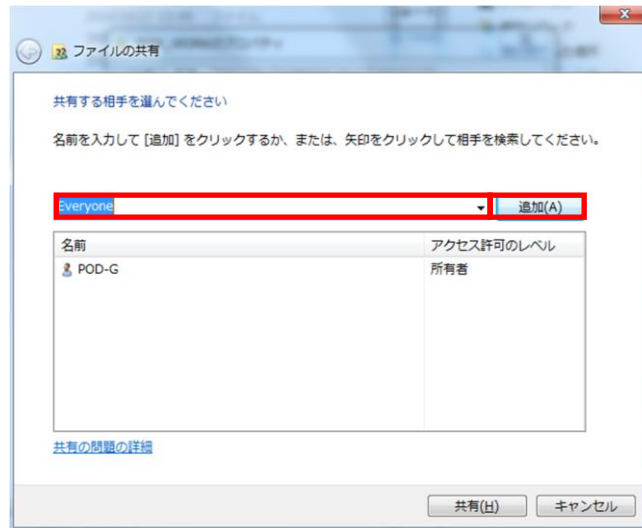 ファイルの共有
共有する相手を選んでください
名前を入力して [追加] をクリックするか、または、矢印をクリックして相手を検索してください。
Everyone 追加(A)
名前 アクセス許可のレベル
POD-G 所有者
共有の問題の詳細
共有(H) キャンセル